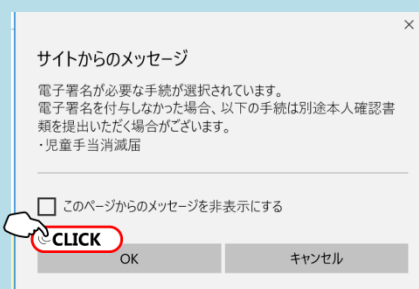 サイトからのメッセージ
電子署名が必要な手続が選択されています。
電子署名を付与しなかった場合、以下の手続は別途本人確認書
類を提出いただく場合がございます。
・児童手当消滅届
このページからのメッセージを非表示にする
CLICK
OK
キャンセル